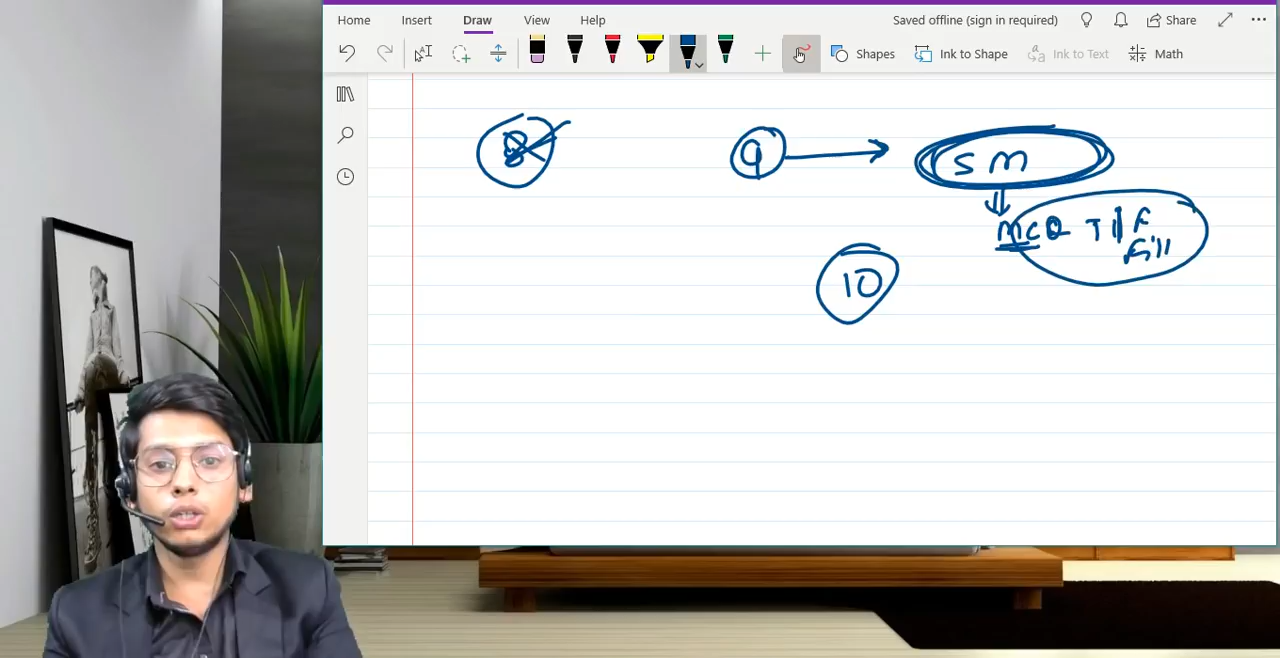 Home Insert Draw View Help Saved offline (sign in required) Share
Shapes Ink to Shape Ink to Text Math
8 9 S M
MCQ T || F
Fill
10